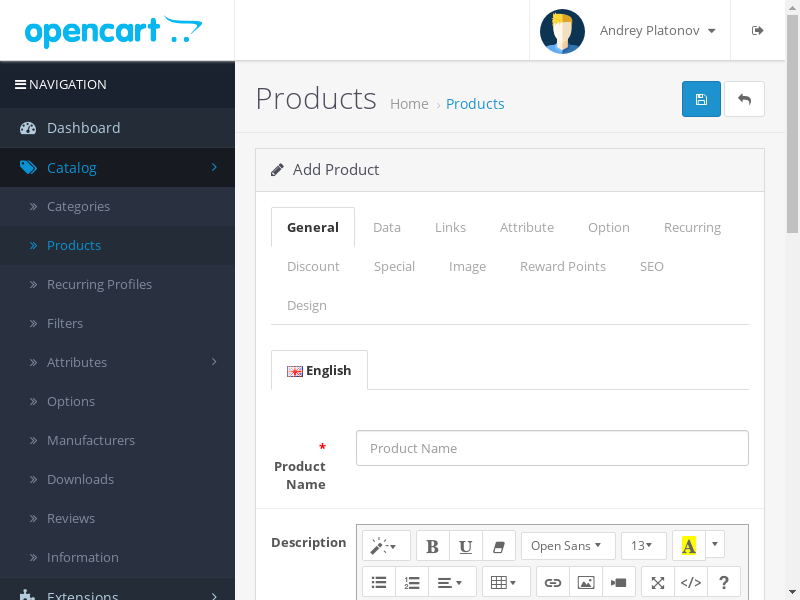 opencart
Andrey Platonov
NAVIGATION
Dashboard
Catalog
Categories
Products
Recurring Profiles
Filters
Attributes
Options
Manufacturers
Downloads
Reviews
Information
Extensions
Products
Home › Products
Add Product
General Data Links Attribute Option Recurring
Discount Special Image Reward Points SEO
Design
English
* Product Name
Product Name
Description
B U Open Sans 13 A
</> ?